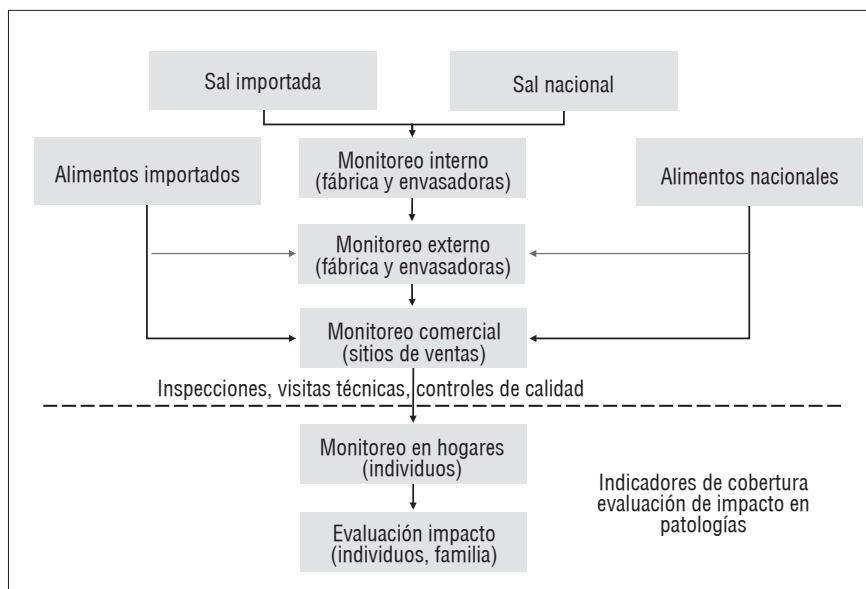 Sal importada
Sal nacional
Alimentos importados
Monitoreo interno
(fábrica y envasadoras)
Alimentos nacionales
Monitoreo externo
(fábrica y envasadoras)
Monitoreo comercial
(sitios de ventas)
Inspecciones, visitas técnicas, controles de calidad
Monitoreo en hogares
(individuos)
Indicadores de cobertura
evaluación de impacto en
patologías
Evaluación impacto
(individuos, familia)